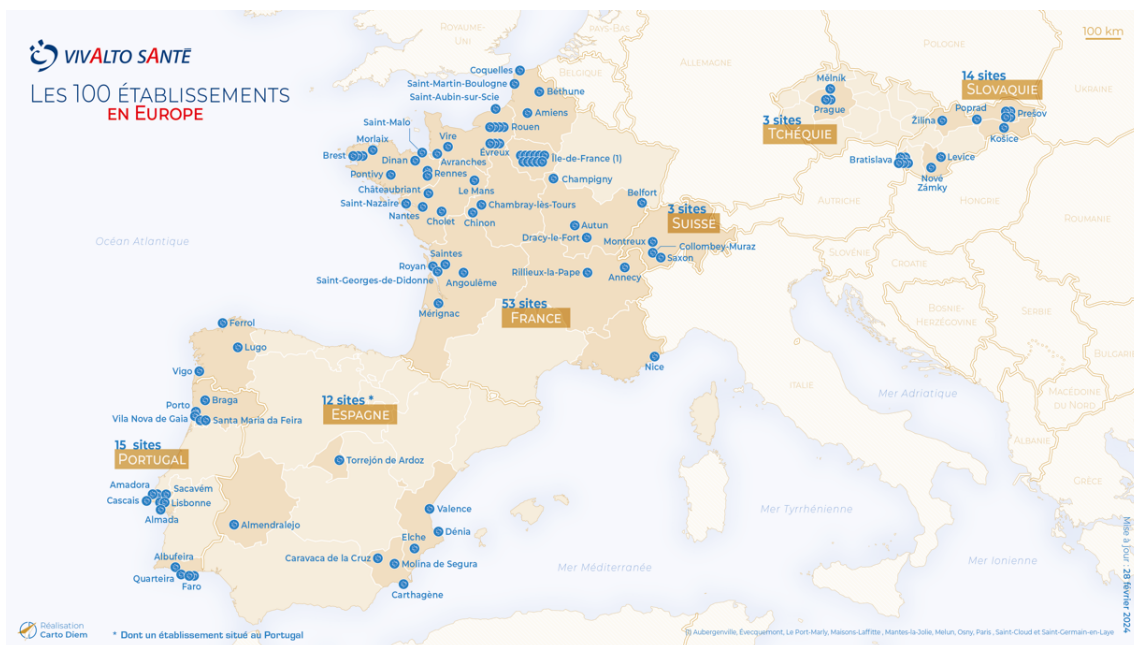 VIVALTO SANTÉ
LES 100 ÉTABLISSEMENTS
EN EUROPE
100 km
ROYAUME-
UNI
PAYS-BAS
BELGIQUE
ALLEMAGNE
POLOGNE
UKRAINE
Coquelles
Saint-Martin-Boulogne
Béthune
Saint-Aubin-sur-Scie
Amiens
Saint-Malo
Vire
Rouen
Morlaix
Brest
Dinan
Avranches
Évreux
Île-de-France (1)
Pontivy
Rennes
Le Mans
Champigny
Châteaubriant
Saint-Nazaire
Nantes
Cholet
Chinon
Chambray-lès-Tours
Belfort
Autun
Dracy-le-Fort
3 sites
SUISSE
Montreux
Collombey-Muraz
Saxon
Saintes
Royan
Saint-Georges-de-Didonne
Angoulême
Rillieux-la-Pape
Annecy
Mérignac
53 sites
FRANCE
Nice
Mělník
Prague
3 sites
TCHÉQUIE
14 sites
SLOVAQUIE
Poprad
Prešov
Žilina
Košice
Bratislava
Levice
Nové
Zámky
AUTRICHE
HONGRIE
ROUMANIE
SLOVÉNIE
CROATIE
BOSNIE-
HERZÉGOVINE
SERBIE
BULGARIE
ITALIE
MACÉDOINE
DU NORD
ALBANIE
GRÈCE
Océan Atlantique
Mer Adriatique
Mer Tyrrhénienne
Mer Méditerranée
Mer Ionienne
Ferrol
Lugo
Vigo
Braga
Porto
Vila Nova de Gaia
Santa Maria da Feira
12 sites *
ESPAGNE
15 sites
PORTUGAL
Torrejón de Ardoz
Amadora
Sacavém
Cascais
Lisbonne
Almada
Almendralejo
Valence
Dénia
Elche
Caravaca de la Cruz
Molina de Segura
Carthagène
Albufeira
Quarteira
Faro
Mise à jour : 28 février 2024
Réalisation
Carto Diem
* Dont un établissement situé au Portugal
(1) Aubergenville, Évecquemont, Le Port-Marly, Maisons-Laffitte , Mantes-la-Jolie, Melun, Osny, Paris , Saint-Cloud et Saint-Germain-en-Laye